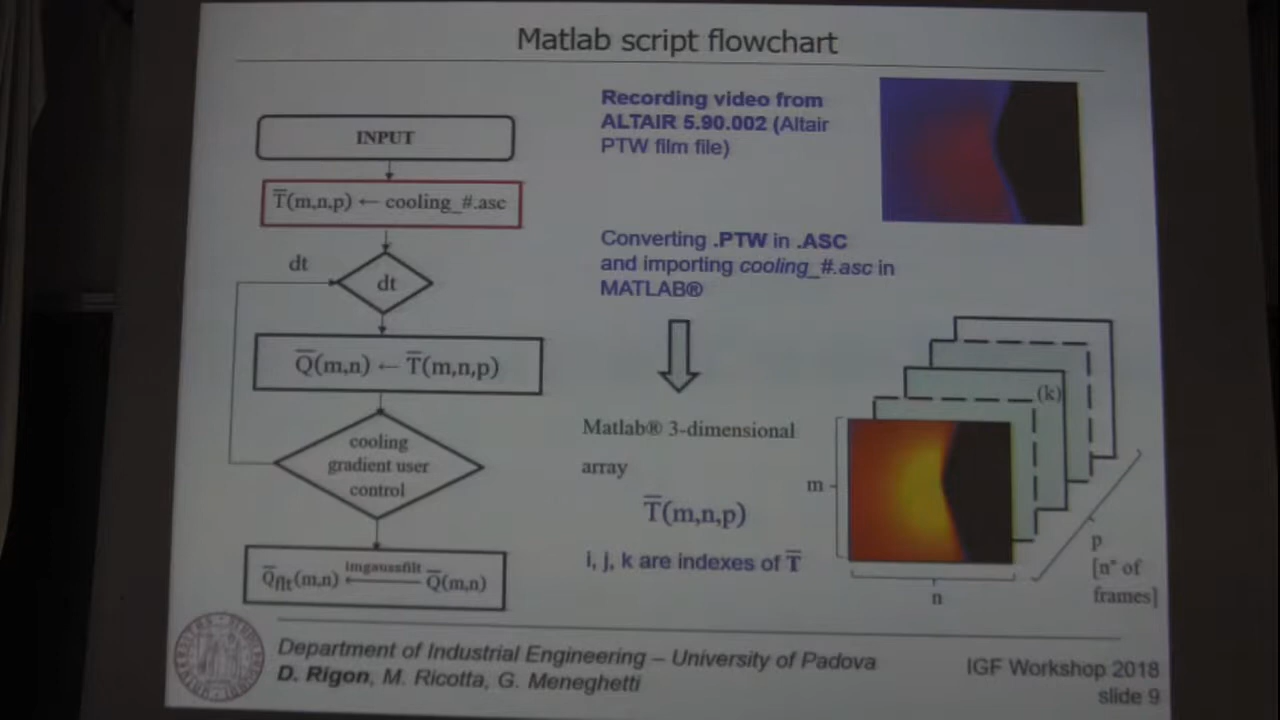 Matlab script flowchart
INPUT
T̅(m,n,p) ← cooling_#.asc
dt
dt
Q̅(m,n) ← T̅(m,n,p)
cooling
gradient user
control
imgaussfilt
Q̅flt(m,n) ← Q̅(m,n)
Recording video from
ALTAIR 5.90.002 (Altair
PTW film file)
Converting .PTW in .ASC
and importing cooling_#.asc in
MATLAB®
Matlab® 3-dimensional
array
T̅(m,n,p)
i, j, k are indexes of T̅
(k)
m
n
p
[n° of
frames]
Department of Industrial Engineering – University of Padova
D. Rigon, M. Ricotta, G. Meneghetti
IGF Workshop 2018
slide 9